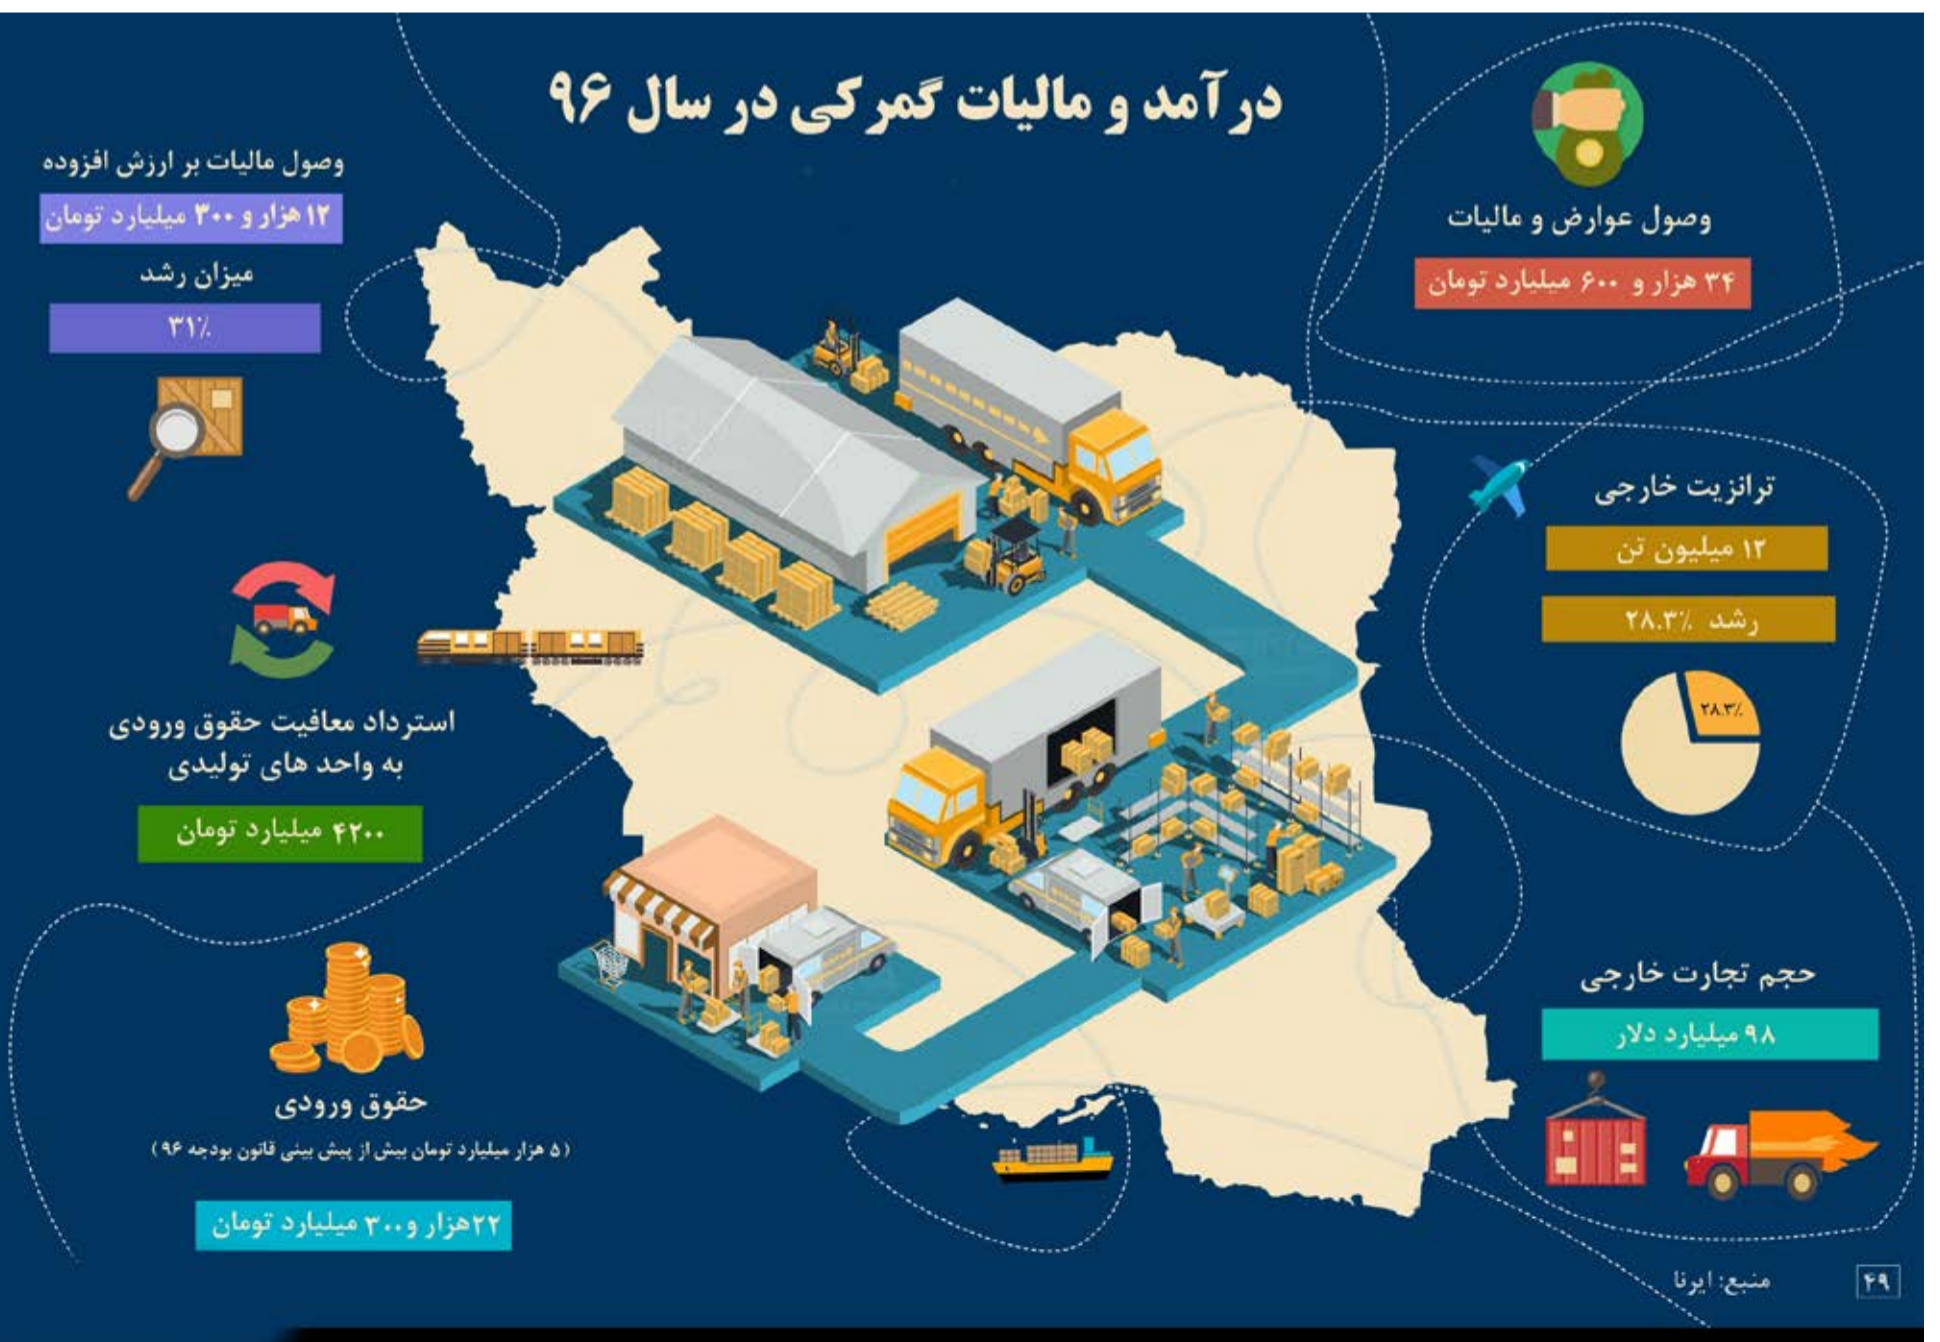 درآمد و مالیات گمرکی در سال ۹۶
وصول عوارض و مالیات
۳۴ هزار و ۶۰۰ میلیارد تومان
ترانزیت خارجی
۱۲ میلیون تن
رشد ۲۸.۳٪
۲۸.۳٪
حجم تجارت خارجی
۹۸ میلیارد دلار
وصول مالیات بر ارزش افزوده
۱۲هزار و ۳۰۰ میلیارد تومان
میزان رشد
۳۱٪
استرداد معافیت حقوق ورودی
به واحد های تولیدی
۴۲۰۰ میلیارد تومان
حقوق ورودی
(۵ هزار میلیارد تومان بیش از پیش بینی قانون بودجه ۹۶)
۲۲هزار و۳۰۰ میلیارد تومان
منبع: ایرنا
۴۹